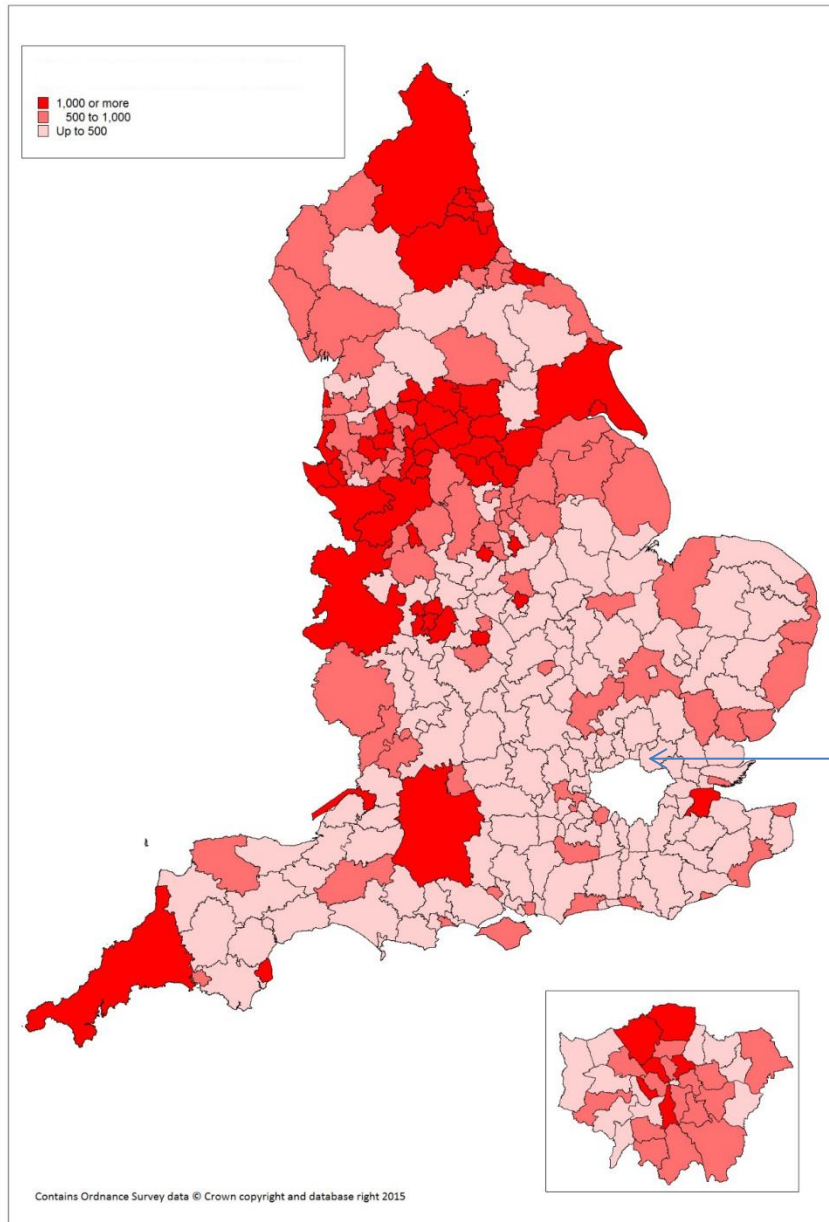 1,000 or more
500 to 1,000
Up to 500
Contains Ordnance Survey data © Crown copyright and database right 2015